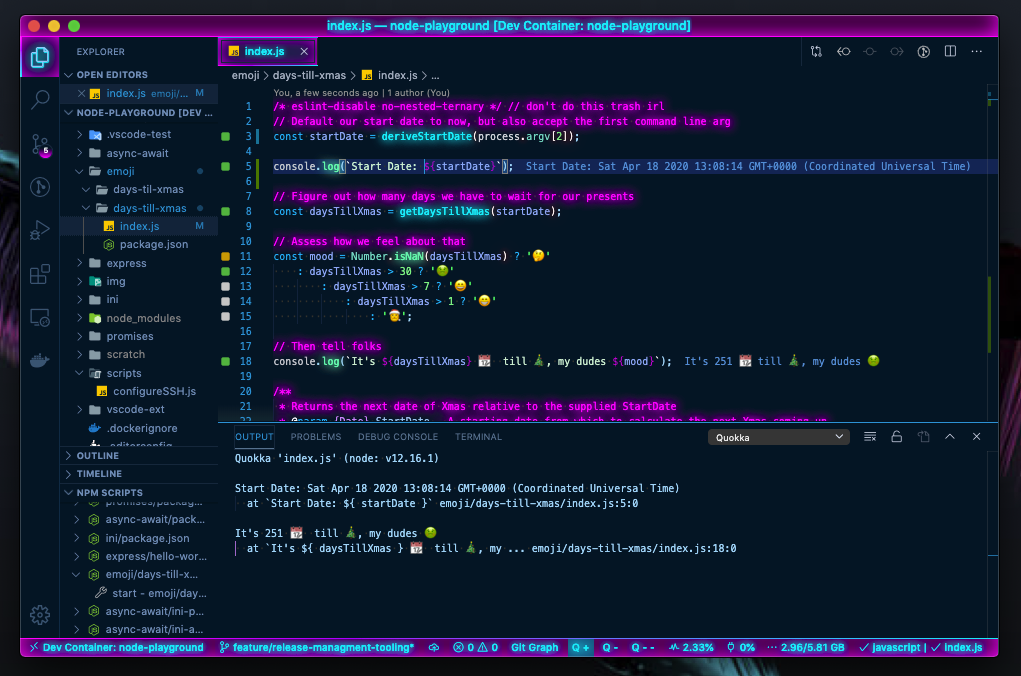 index.js — node-playground [Dev Container: node-playground]
EXPLORER
OPEN EDITORS
index.js emoji/... M
NODE-PLAYGROUND [DEV ...
.vscode-test
async-await
emoji
days-til-xmas
days-till-xmas
index.js M
package.json
express
img
ini
node_modules
promises
scratch
scripts
configureSSH.js
vscode-ext
.dockerignore
.editorconfig
OUTLINE
TIMELINE
NPM SCRIPTS
promises/packag...
async-await/pack...
ini/package.json
express/hello-wor...
emoji/days-till-x...
start - emoji/day...
async-await/ini-p...
async-await/ini-a...
5
index.js
emoji > days-till-xmas > index.js > ...
You, a few seconds ago | 1 author (You)
1 /* eslint-disable no-nested-ternary */ // don't do this trash irl
2 // Default our start date to now, but also accept the first command line arg
3 const startDate = deriveStartDate(process.argv[2]);
4
5 console.log(`Start Date: ${startDate}`); Start Date: Sat Apr 18 2020 13:08:14 GMT+0000 (Coordinated Universal Time)
6
7 // Figure out how many days we have to wait for our presents
8 const daysTillXmas = getDaysTillXmas(startDate);
9
10 // Assess how we feel about that
11 const mood = Number.isNaN(daysTillXmas) ? '🤔'
12 : daysTillXmas > 30 ? '🤢'
13 : daysTillXmas > 7 ? '😄'
14 : daysTillXmas > 1 ? '😁'
15 : '🎅';
16
17 // Then tell folks
18 console.log(`It's ${daysTillXmas} 📆 till 🎄, my dudes ${mood}`); It's 251 📆 till 🎄, my dudes 🤢
19
20 /**
21 * Returns the next date of Xmas relative to the supplied StartDate
22 * @param {Date} StartDate - A starting date from which to calculate the next Xmas coming up
OUTPUT PROBLEMS DEBUG CONSOLE TERMINAL Quokka
Quokka 'index.js' (node: v12.16.1)
Start Date: Sat Apr 18 2020 13:08:14 GMT+0000 (Coordinated Universal Time)
at `Start Date: ${ startDate }` emoji/days-till-xmas/index.js:5:0
It's 251 📆 till 🎄, my dudes 🤢
at `It's ${ daysTillXmas } 📆 till 🎄, my ... emoji/days-till-xmas/index.js:18:0
Dev Container: node-playground feature/release-managment-tooling* 0 0 Git Graph Q + Q - Q - - 2.33% 0% ··· 2.96/5.81 GB javascript | index.js